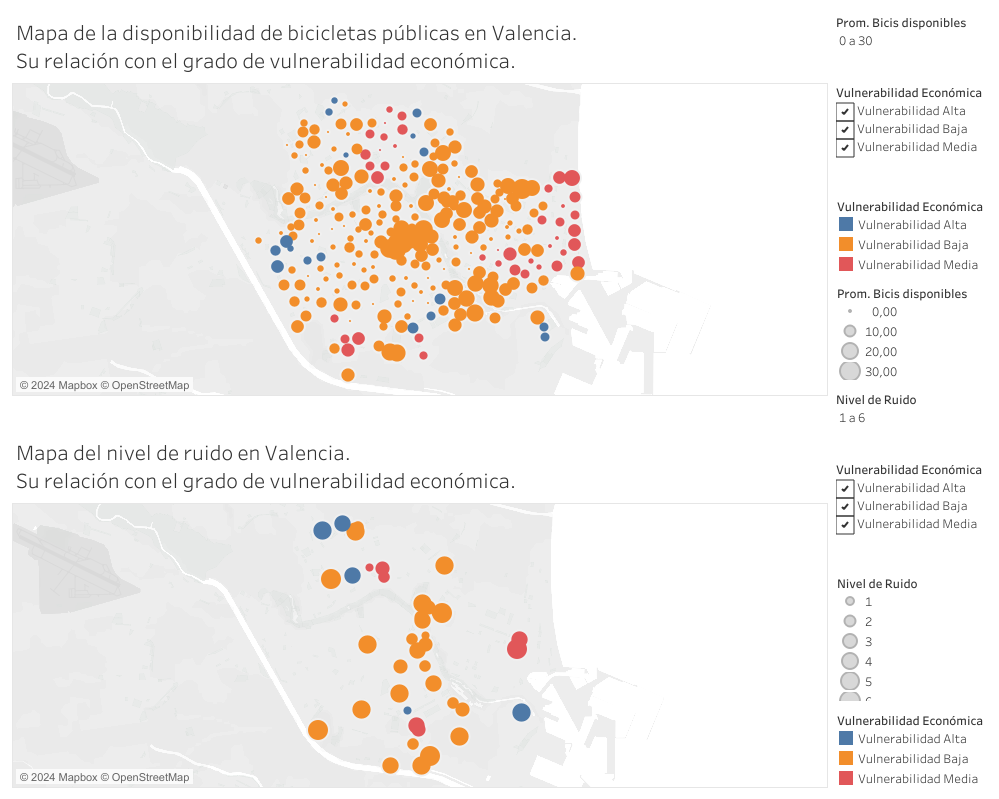 Mapa de la disponibilidad de bicicletas públicas en Valencia.
Su relación con el grado de vulnerabilidad económica.
© 2024 Mapbox © OpenStreetMap
Prom. Bicis disponibles
0 a 30
Vulnerabilidad Económica
Vulnerabilidad Alta
Vulnerabilidad Baja
Vulnerabilidad Media
Vulnerabilidad Económica
Vulnerabilidad Alta
Vulnerabilidad Baja
Vulnerabilidad Media
Prom. Bicis disponibles
0,00
10,00
20,00
30,00
Nivel de Ruido
1 a 6
Mapa del nivel de ruido en Valencia.
Su relación con el grado de vulnerabilidad económica.
© 2024 Mapbox © OpenStreetMap
Vulnerabilidad Económica
Vulnerabilidad Alta
Vulnerabilidad Baja
Vulnerabilidad Media
Nivel de Ruido
1
2
3
4
5
Vulnerabilidad Económica
Vulnerabilidad Alta
Vulnerabilidad Baja
Vulnerabilidad Media